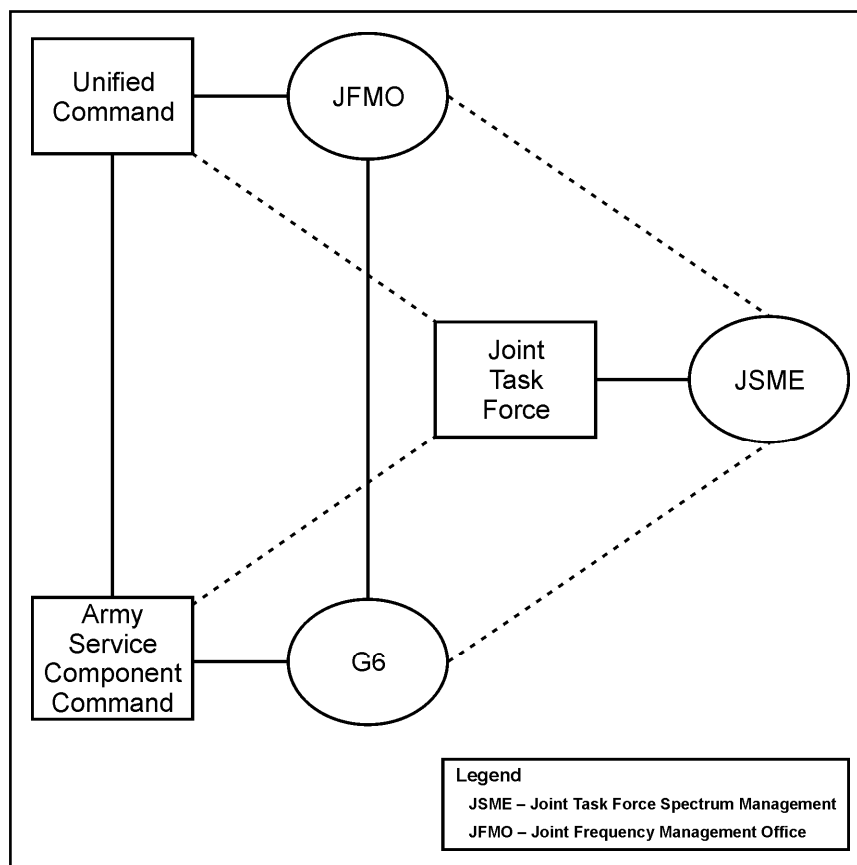 Unified
Command
JFMO
Joint
Task
Force
JSME
Army
Service
Component
Command
G6
Legend
JSME – Joint Task Force Spectrum Management
JFMO – Joint Frequency Management Office